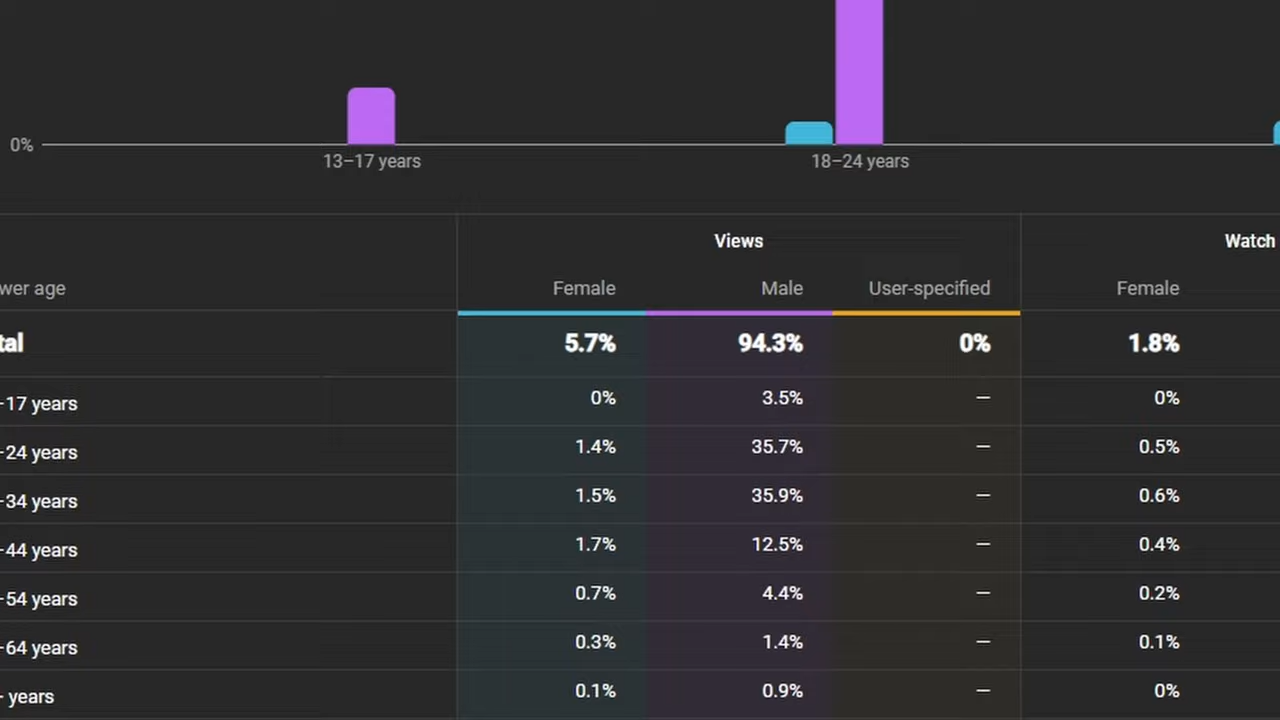 0%
13–17 years
18–24 years
Views
Watch
wer age
Female
Male
User-specified
Female
tal
5.7%
94.3%
0%
1.8%
–17 years
0%
3.5%
—
0%
–24 years
1.4%
35.7%
—
0.5%
–34 years
1.5%
35.9%
—
0.6%
–44 years
1.7%
12.5%
—
0.4%
–54 years
0.7%
4.4%
—
0.2%
–64 years
0.3%
1.4%
—
0.1%
years
0.1%
0.9%
—
0%